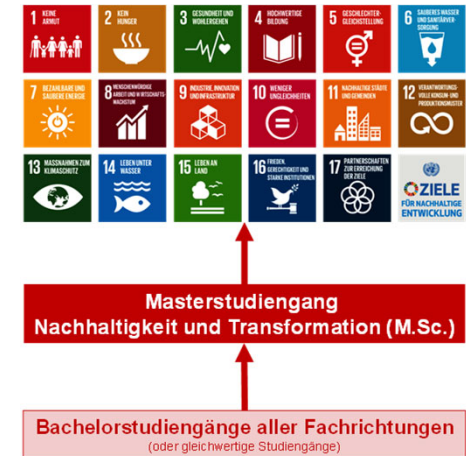 1 KEINE
ARMUT
2 KEIN
HUNGER
3 GESUNDHEIT UND
WOHLERGEHEN
4 HOCHWERTIGE
BILDUNG
5 GESCHLECHTER-
GLEICHSTELLUNG
6 SAUBERES WASSER
UND SANITÄRVER-
SORGUNG
7 BEZAHLBARE UND
SAUBERE ENERGIE
8 MENSCHENWÜRDIGE
ARBEIT UND WIRTSCHAFTS-
WACHSTUM
9 INDUSTRIE, INNOVATION
UND INFRASTRUKTUR
10 WENIGER
UNGLEICHHEITEN
11 NACHHALTIGE STÄDTE
UND GEMEINDEN
12 VERANTWORTUNGS-
VOLLE KONSUM- UND
PRODUKTIONSMUSTER
13 MASSNAHMEN ZUM
KLIMASCHUTZ
14 LEBEN UNTER
WASSER
15 LEBEN AN
LAND
16 FRIEDEN,
GERECHTIGKEIT UND
STARKE INSTITUTIONEN
17 PARTNERSCHAFTEN
ZUR ERREICHUNG
DER ZIELE
ZIELE
FÜR NACHHALTIGE
ENTWICKLUNG
Masterstudiengang
Nachhaltigkeit und Transformation (M.Sc.)
Bachelorstudiengänge aller Fachrichtungen
(oder gleichwertige Studiengänge)